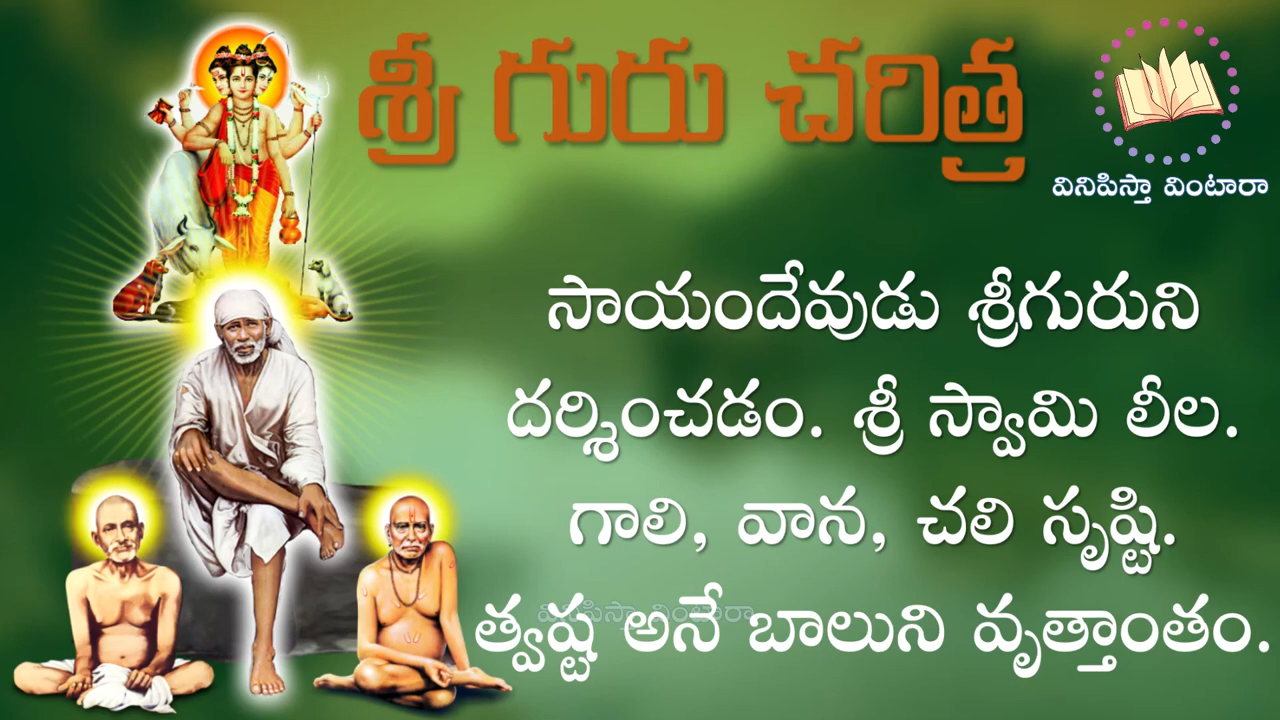 శ్రీ గురు చరిత్ర
వినిపిస్తా వింటారా
సాయందేవుడు శ్రీగురుని
దర్శించడం. శ్రీ స్వామి లీల.
గాలి, వాన, చలి సృష్టి.
వినిపిస్తా వింటారా
త్వష్ట అనే బాలుని వృత్తాంతం.